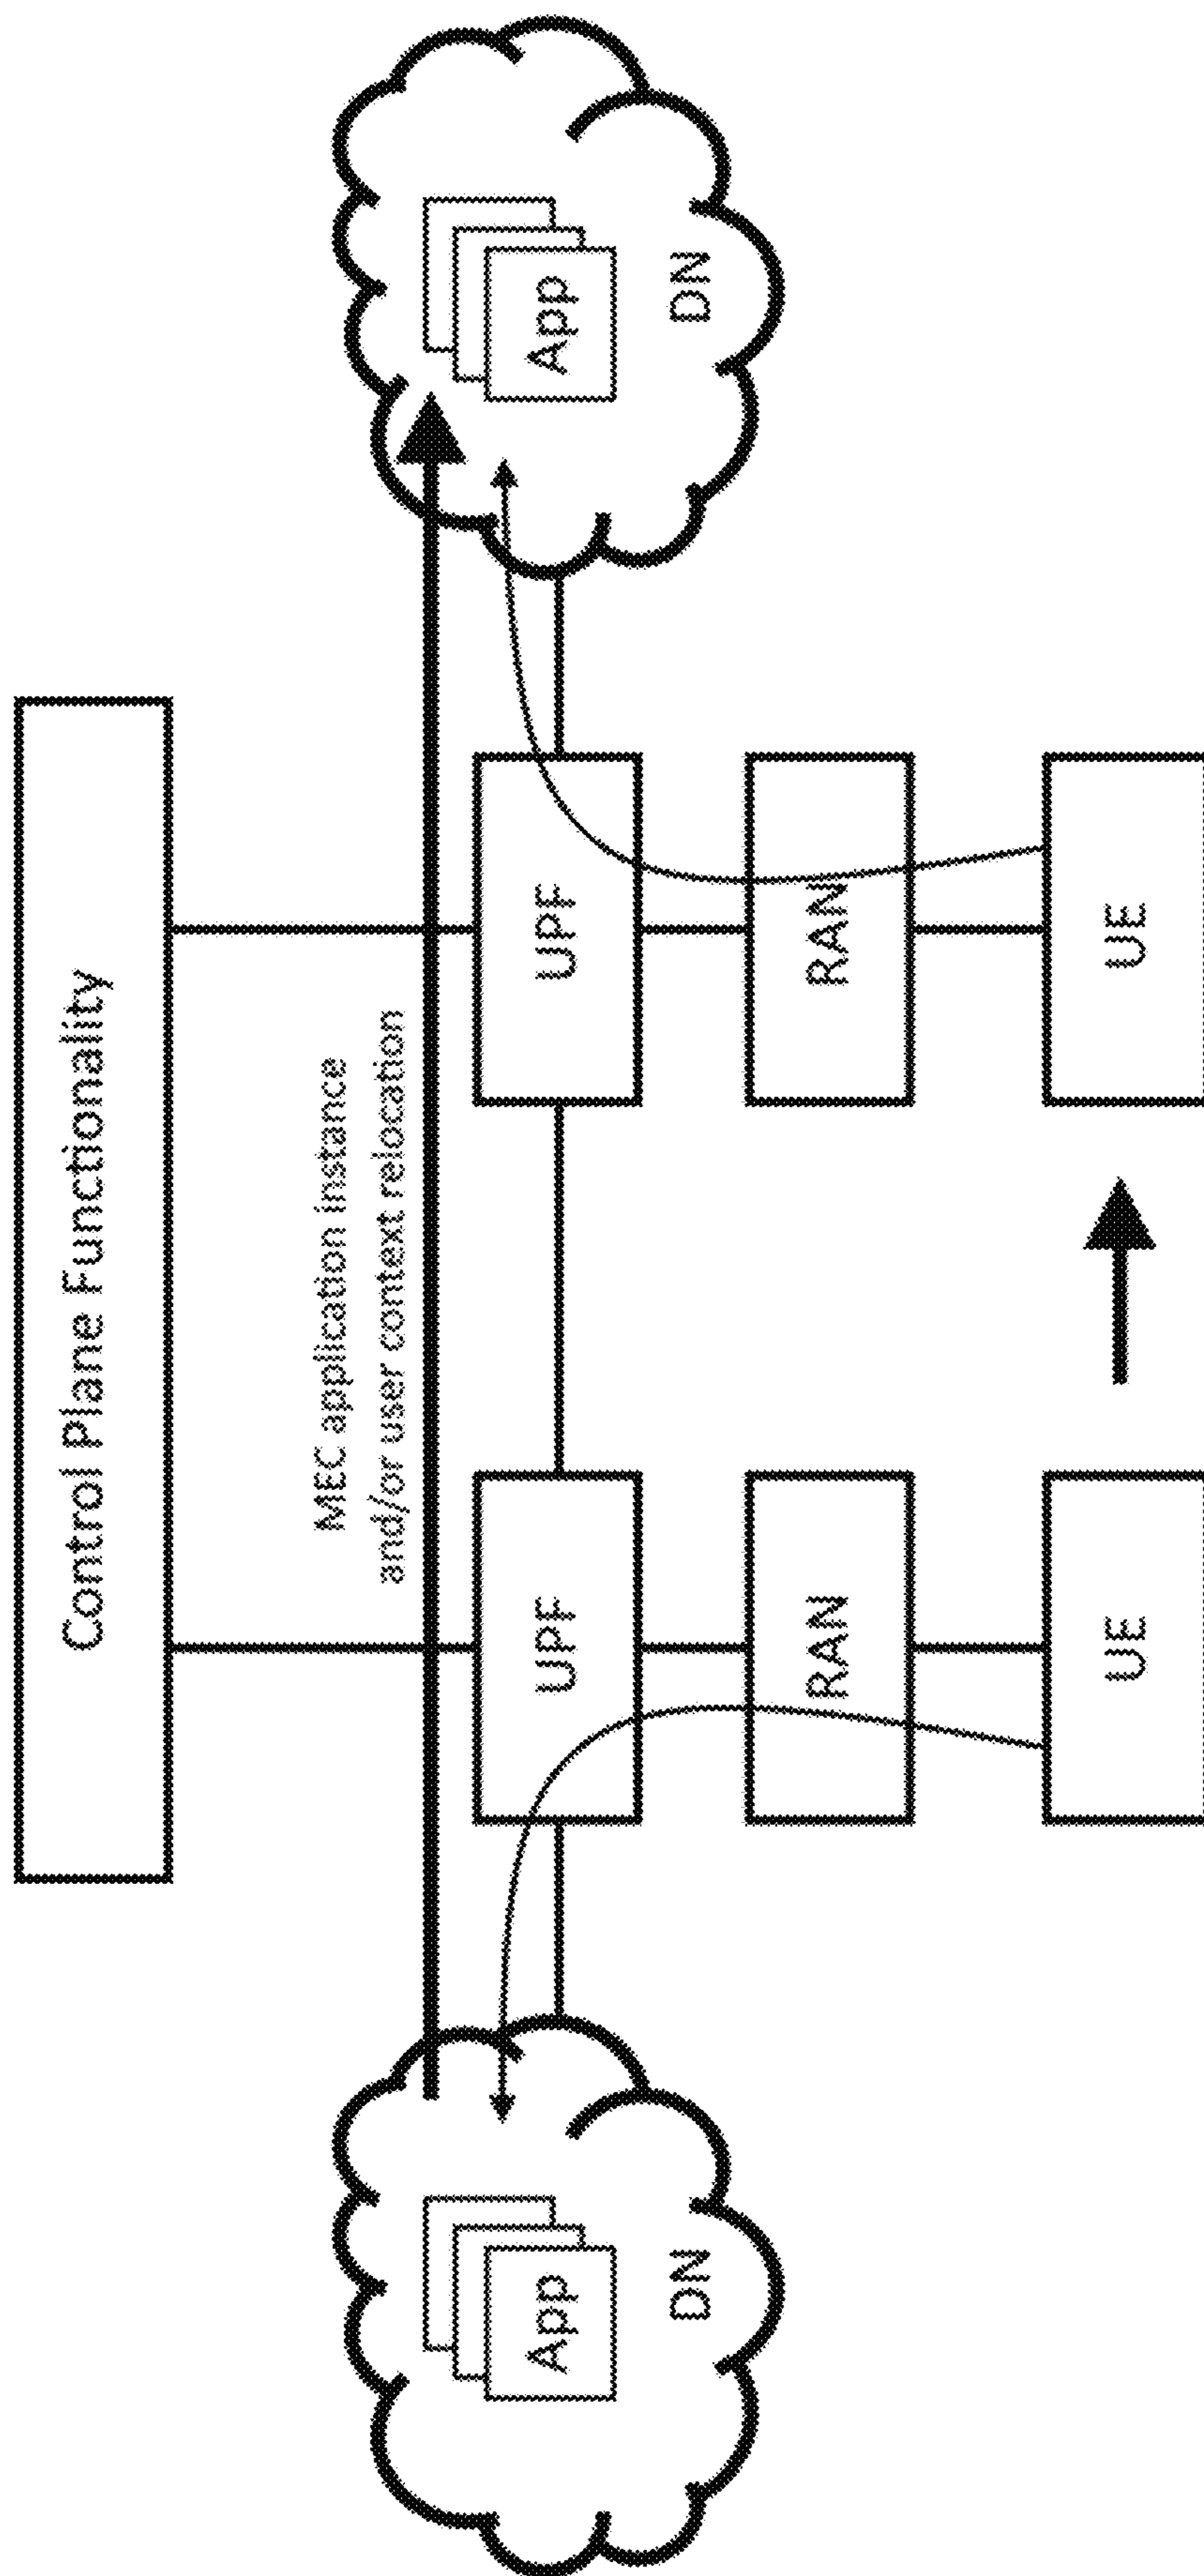 Control Plane Functionality
MEC application instance
and/or user context relocation
App
DN
UPF
UPF
App
DN
RAN
RAN
UE
UE